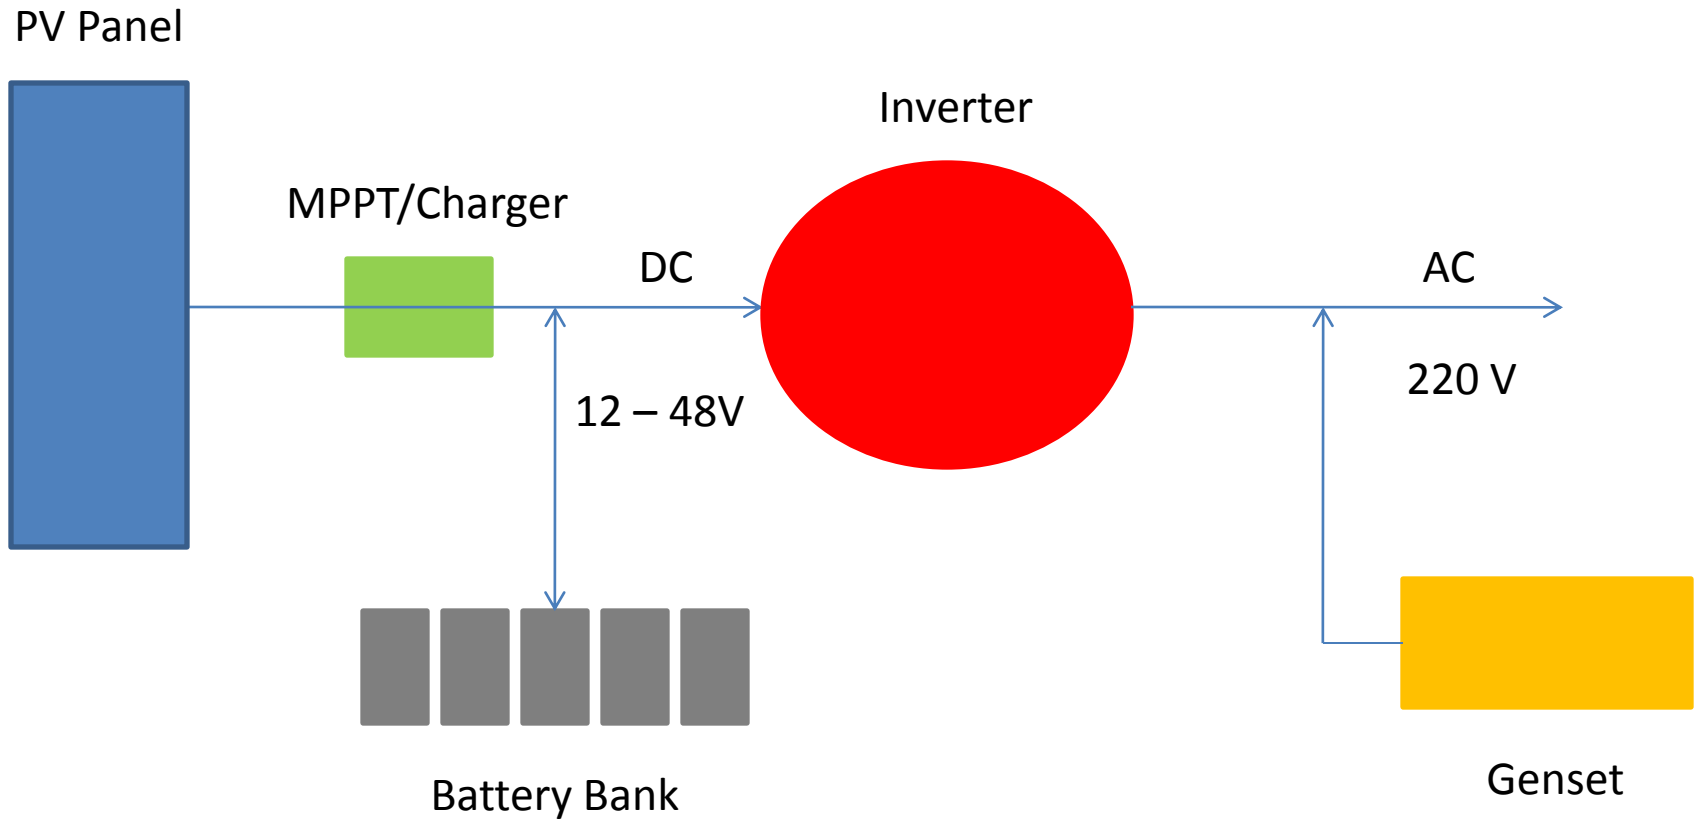 PV Panel
Inverter
MPPT/Charger
DC
AC
12 – 48V
220 V
Battery Bank
Genset